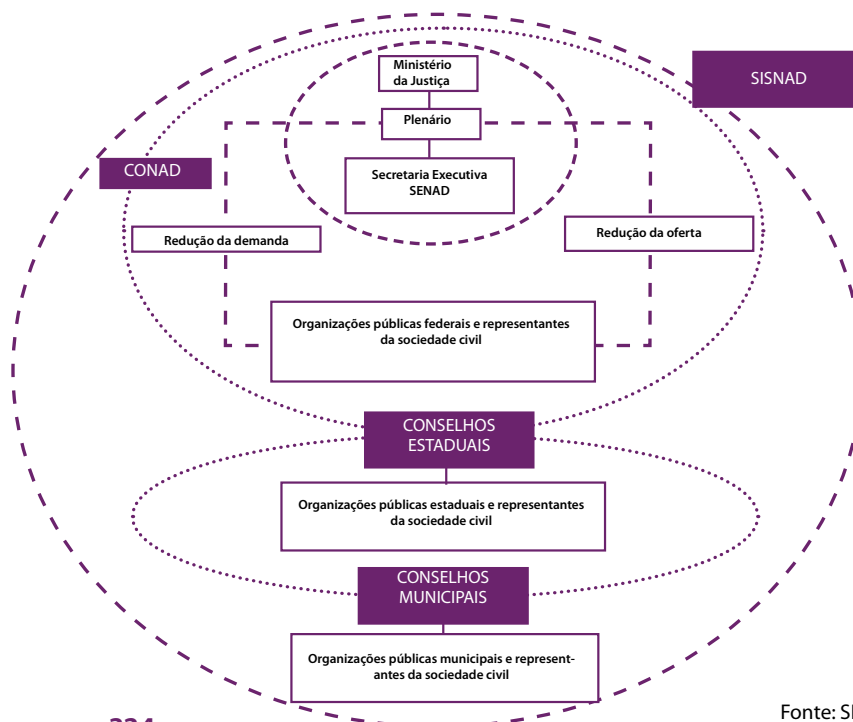 Ministério
da Justiça
SISNAD
Plenário
CONAD
Secretaria Executiva
SENAD
Redução da demanda
Redução da oferta
Organizações públicas federais e representantes
da sociedade civil
CONSELHOS
ESTADUAIS
Organizações públicas estaduais e representantes
da sociedade civil
CONSELHOS
MUNICIPAIS
Organizações públicas municipais e represent-
antes da sociedade civil
Fonte: